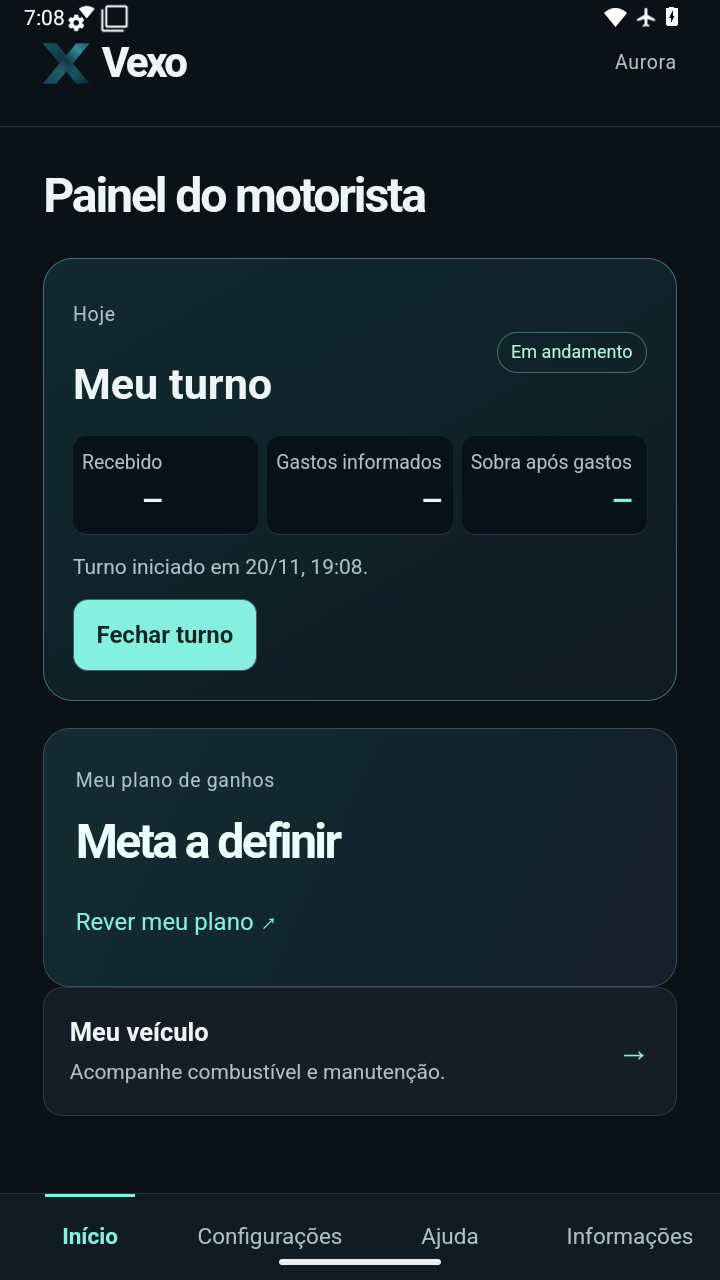 7:08
Vexo
Aurora
Painel do motorista
Hoje
Em andamento
Meu turno
Recebido
Gastos informados
Sobra após gastos
–
–
–
Turno iniciado em 20/11, 19:08.
Fechar turno
Meu plano de ganhos
Meta a definir
Rever meu plano ↗
Meu veículo
Acompanhe combustível e manutenção.
→
Início
Configurações
Ajuda
Informações